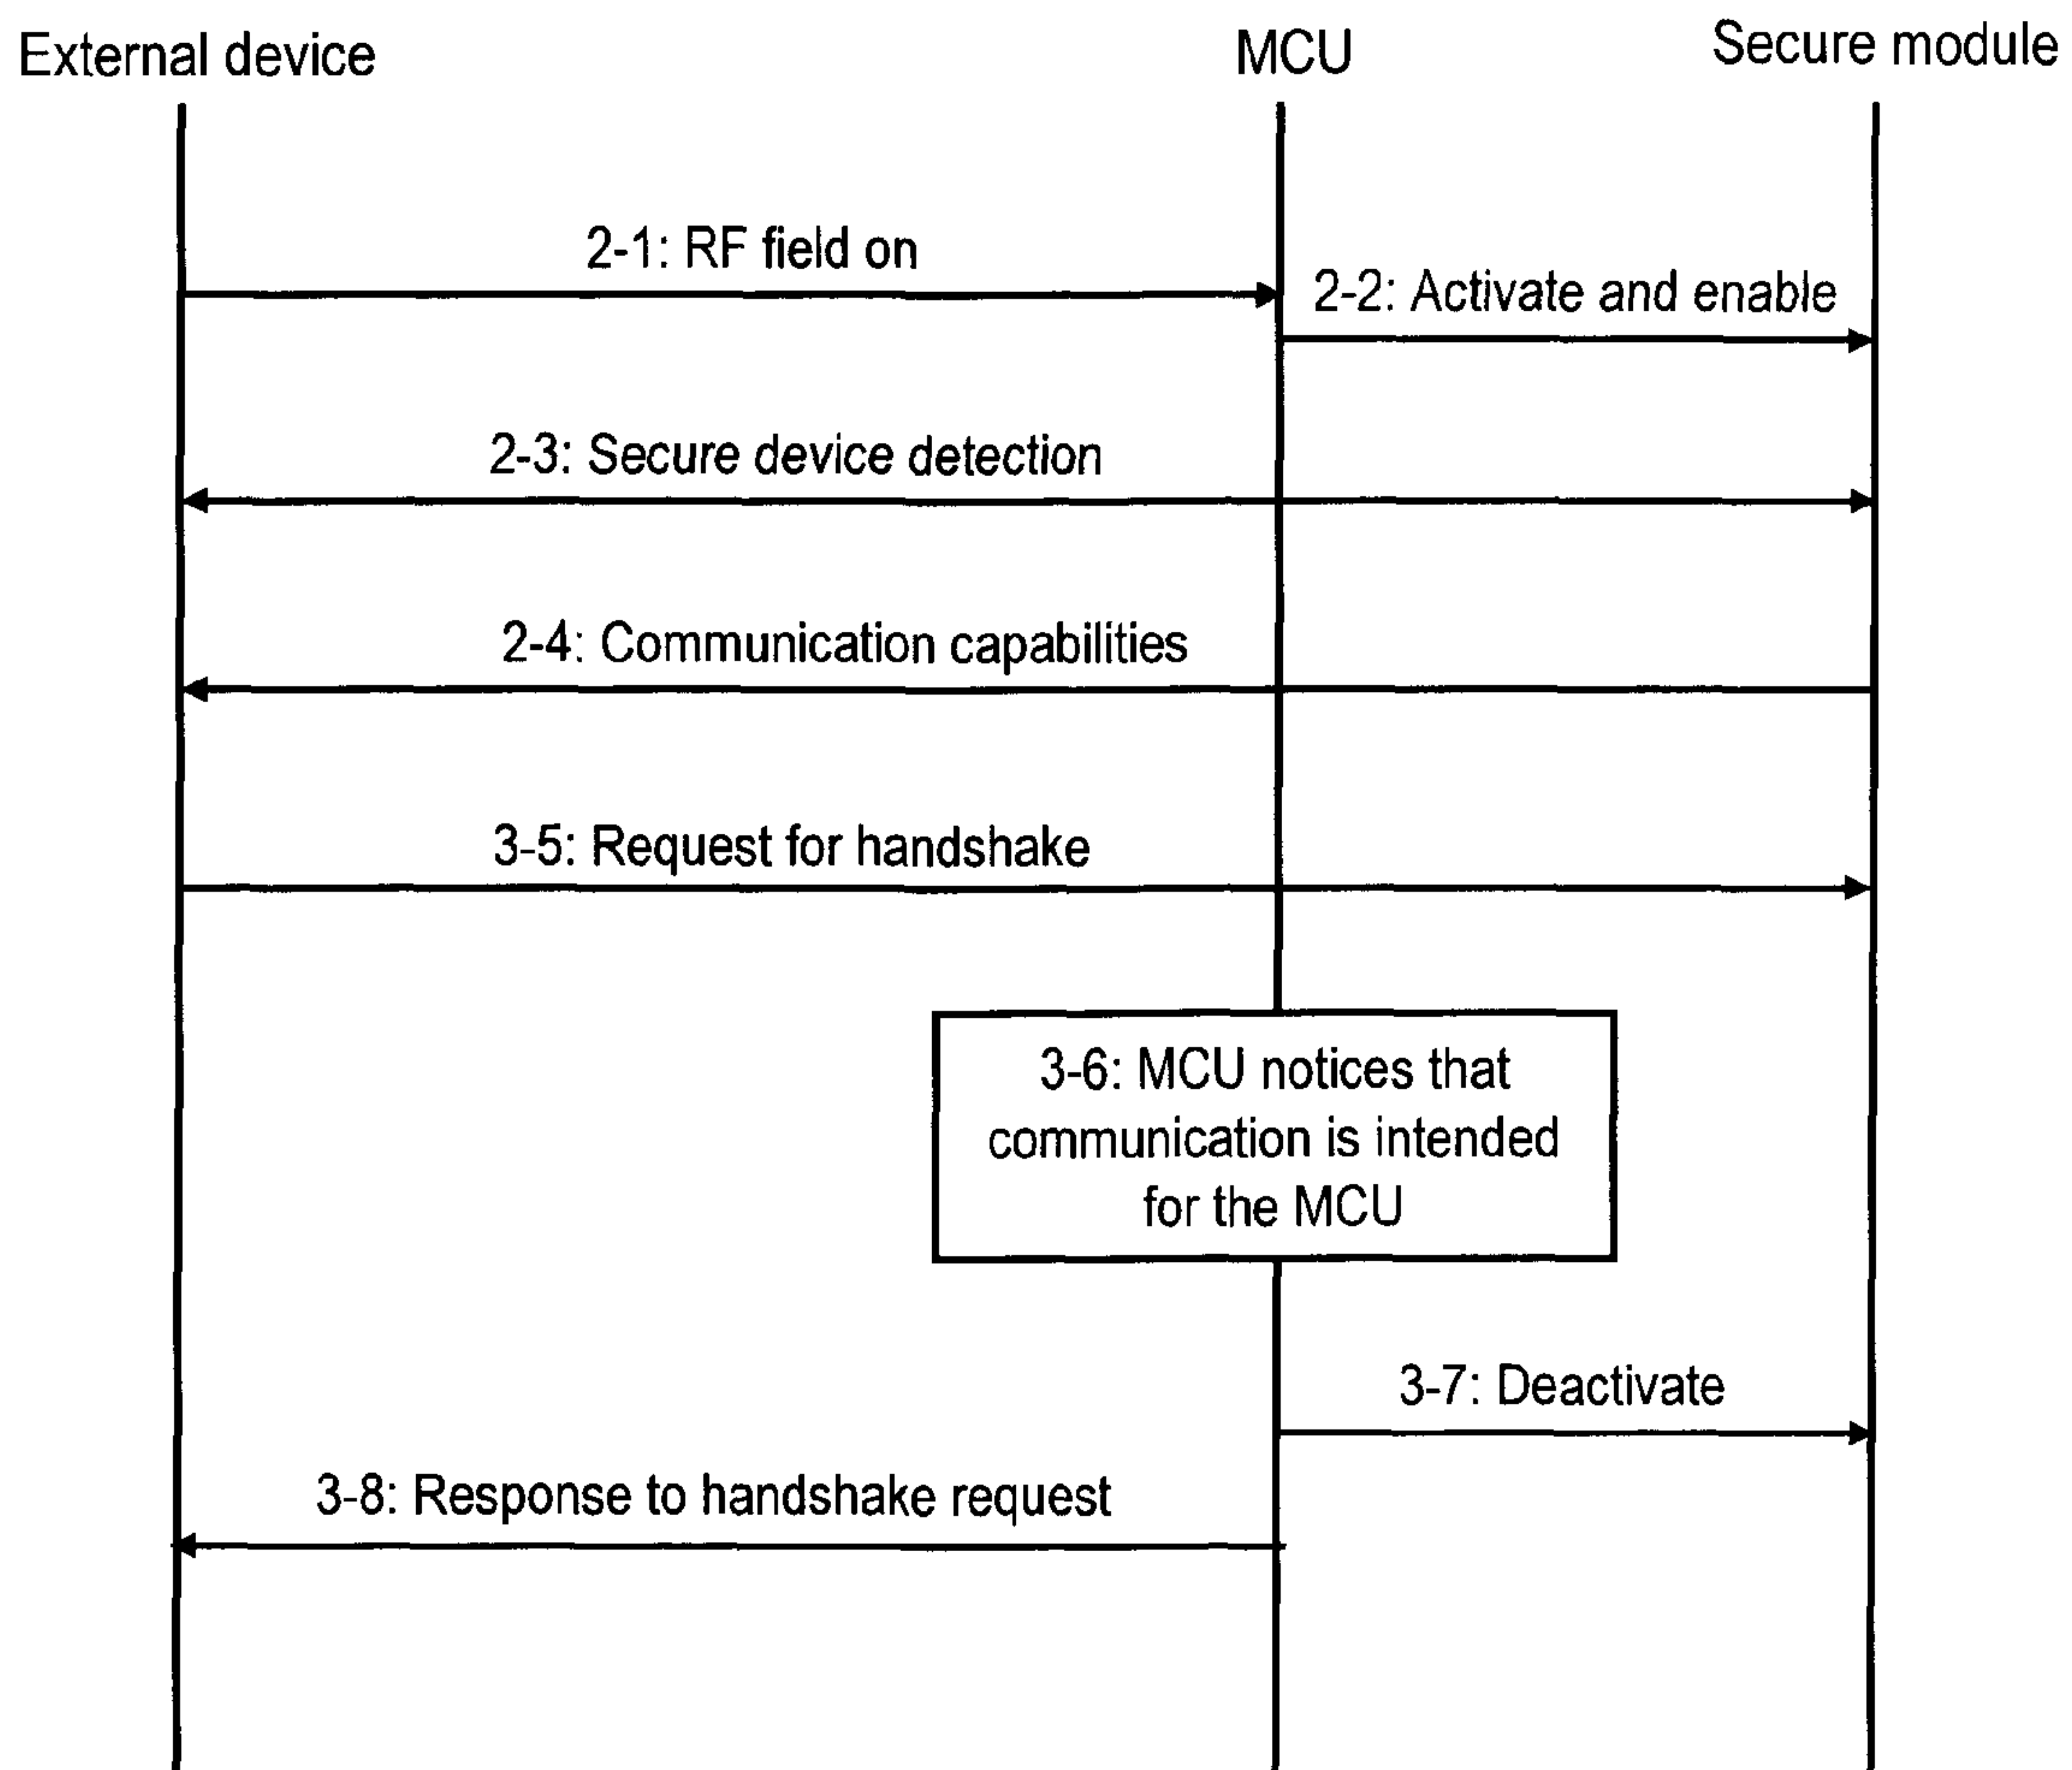 External device
MCU
Secure module
2-1: RF field on
2-2: Activate and enable
2-3: Secure device detection
2-4: Communication capabilities
3-5: Request for handshake
3-6: MCU notices that
communication is intended
for the MCU
3-7: Deactivate
3-8: Response to handshake request